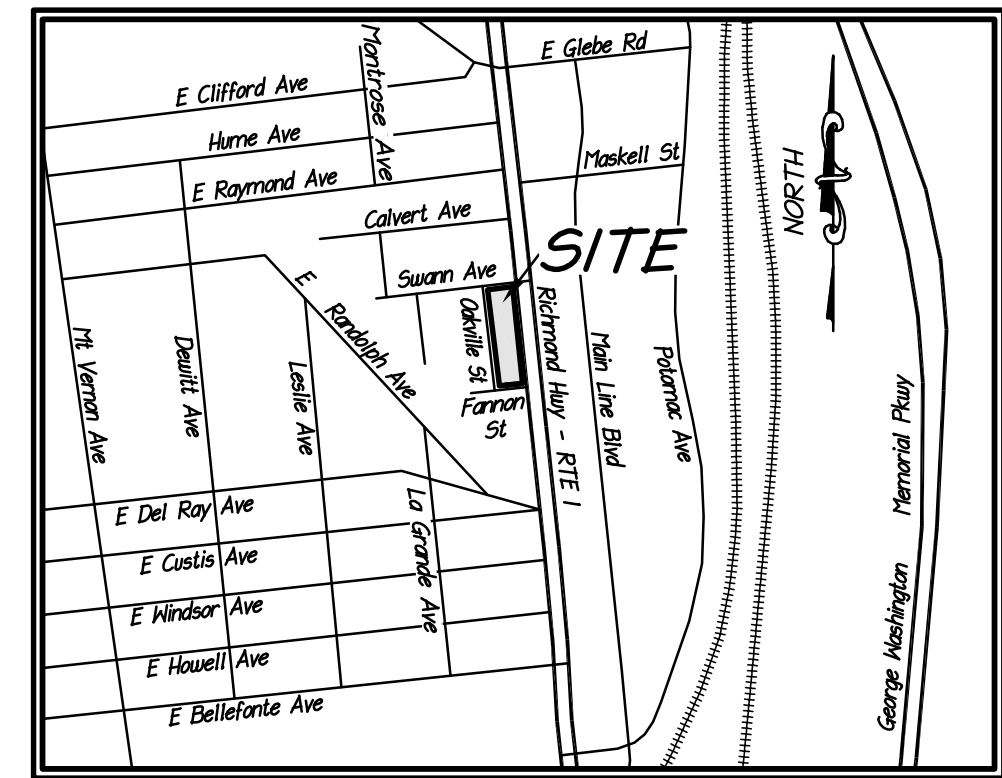 Montrose Ave
E Glebe Rd
E Clifford Ave
Hume Ave
Maskell St
E Raymond Ave
NORTH
Calvert Ave
SITE
Swann Ave
Oakville St
Richmond Hwy - RTE 1
E Randolph Ave
Fannon
St
Mt Vernon Ave
Dewitt Ave
Leslie Ave
Main Line Blvd
Potomac Ave
George Washington Memorial Pkwy
La Grande Ave
E Del Ray Ave
E Custis Ave
E Windsor Ave
E Howell Ave
E Bellefonte Ave